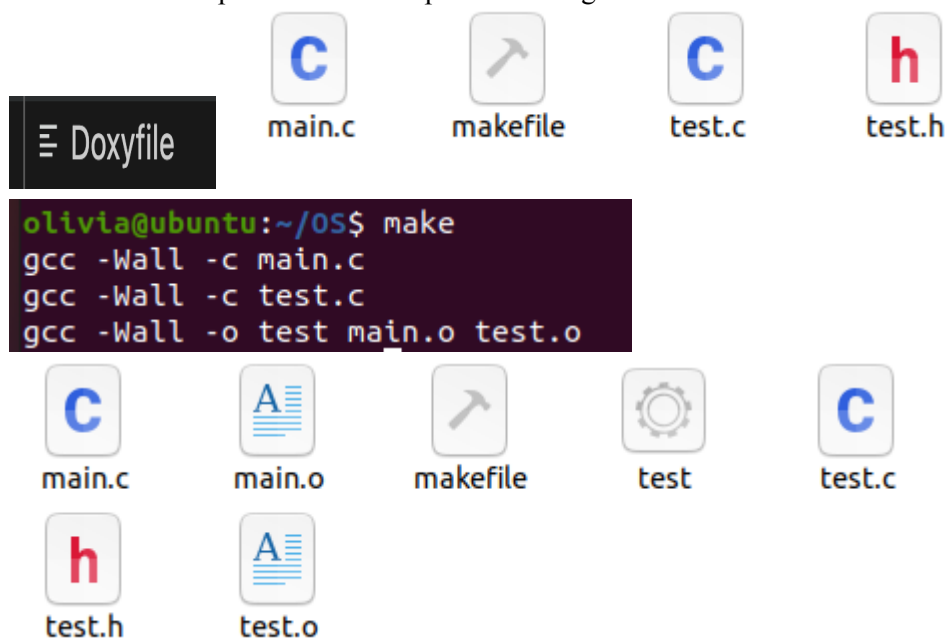 main.c makefile test.c test.h
Doxyfile
olivia@ubuntu:~/OS$ make
gcc -Wall -c main.c
gcc -Wall -c test.c
gcc -Wall -o test main.o test.o
main.c main.o makefile test test.c
test.h test.o